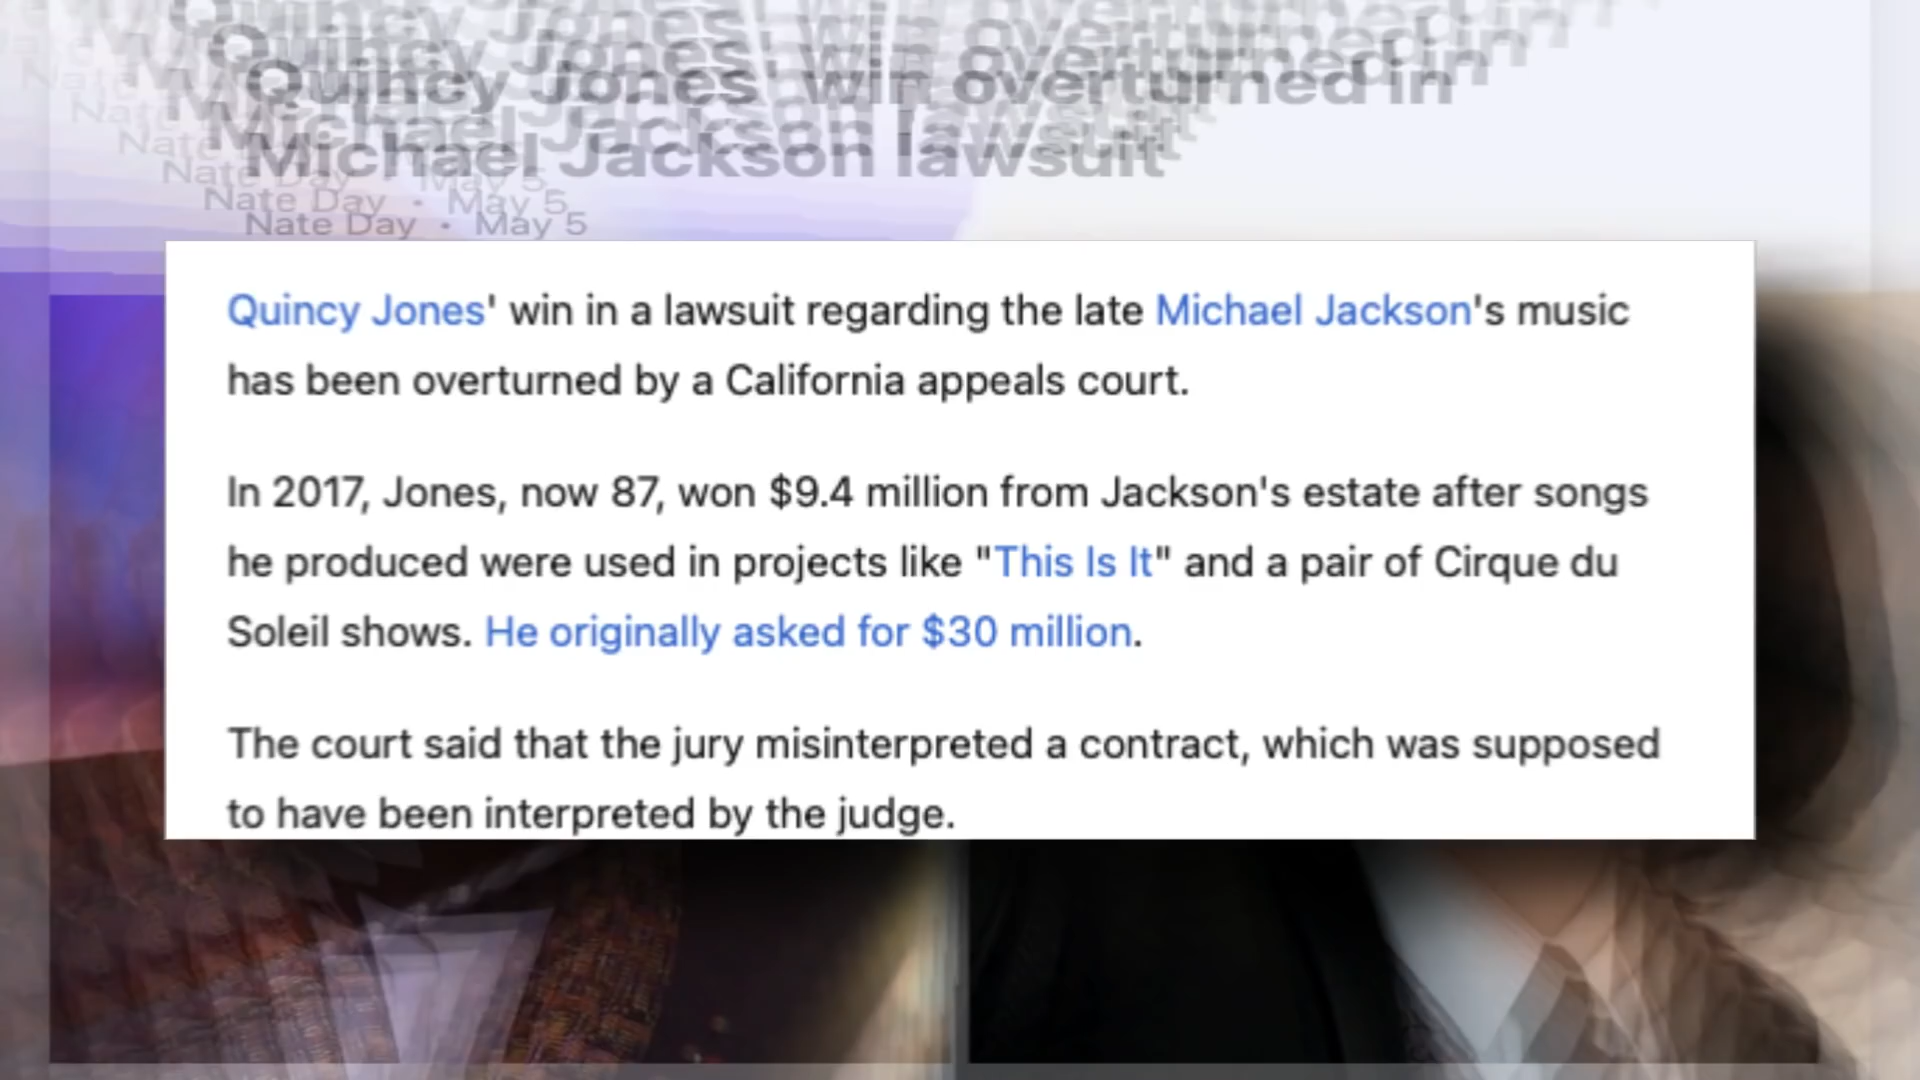 Quincy Jones' win overturned in
Michael Jackson lawsuit
Nate Day • May 5
Quincy Jones' win in a lawsuit regarding the late Michael Jackson's music
has been overturned by a California appeals court.
In 2017, Jones, now 87, won $9.4 million from Jackson's estate after songs
he produced were used in projects like "This Is It" and a pair of Cirque du
Soleil shows. He originally asked for $30 million.
The court said that the jury misinterpreted a contract, which was supposed
to have been interpreted by the judge.